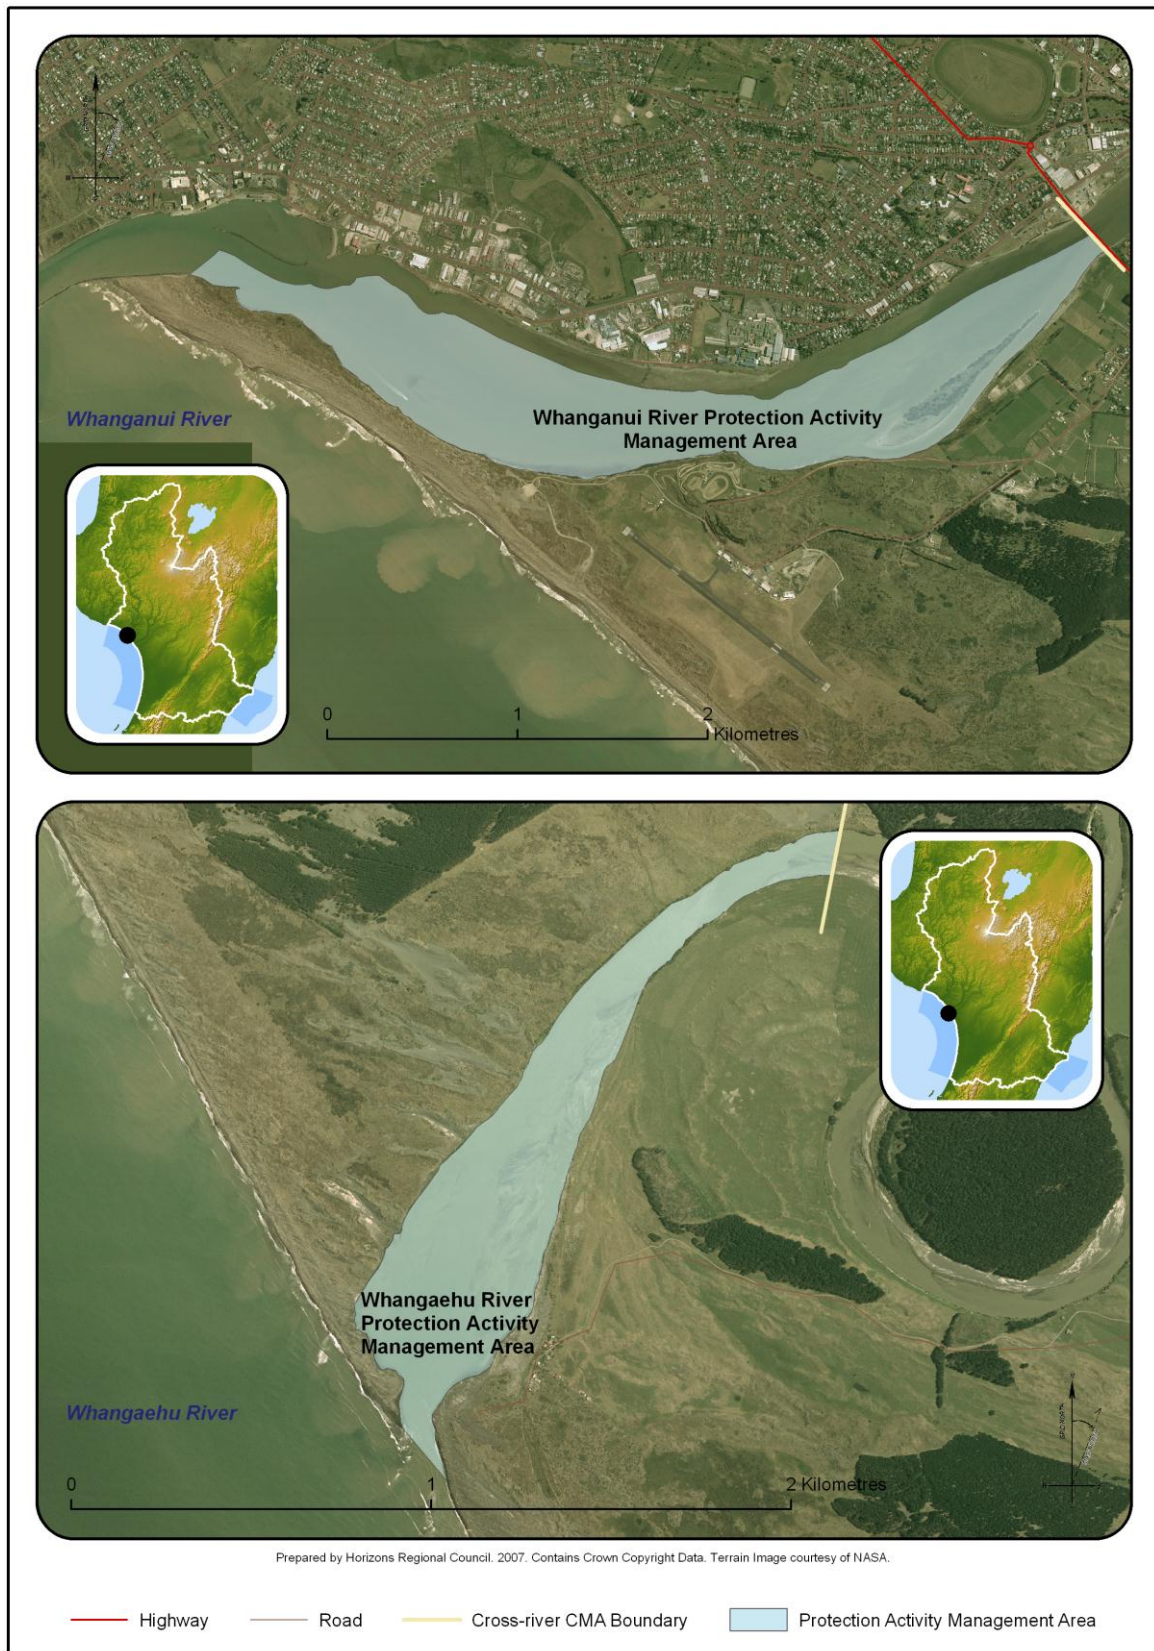 Whanganui River Protection Activity
Management Area
Whanganui River
0
1
2
Kilometres
Whangaehu River
Protection Activity
Management Area
Whangaehu River
0
1
2 Kilometres
Prepared by Horizons Regional Council. 2007. Contains Crown Copyright Data. Terrain Image courtesy of NASA.
Highway
Road
Cross-river CMA Boundary
Protection Activity Management Area